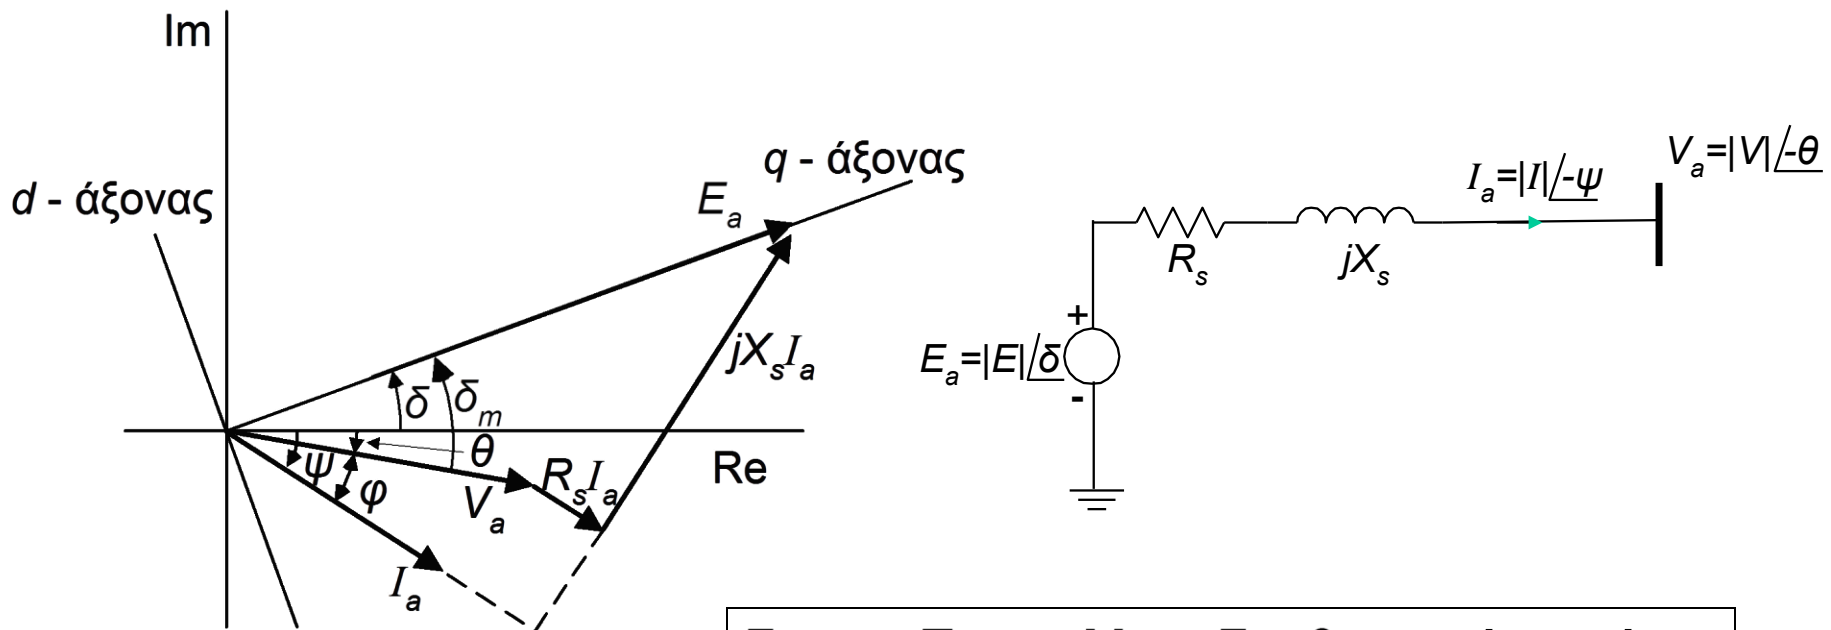 Im
d - άξονας
q - άξονας
E_a
jX_sI_a
δ
δ_m
θ
Re
ψ
φ
V_a
R_sI_a
I_a
V_a=|V|/-θ
I_a=|I|/-ψ
R_s
jX_s
+
E_a=|E|/δ
-